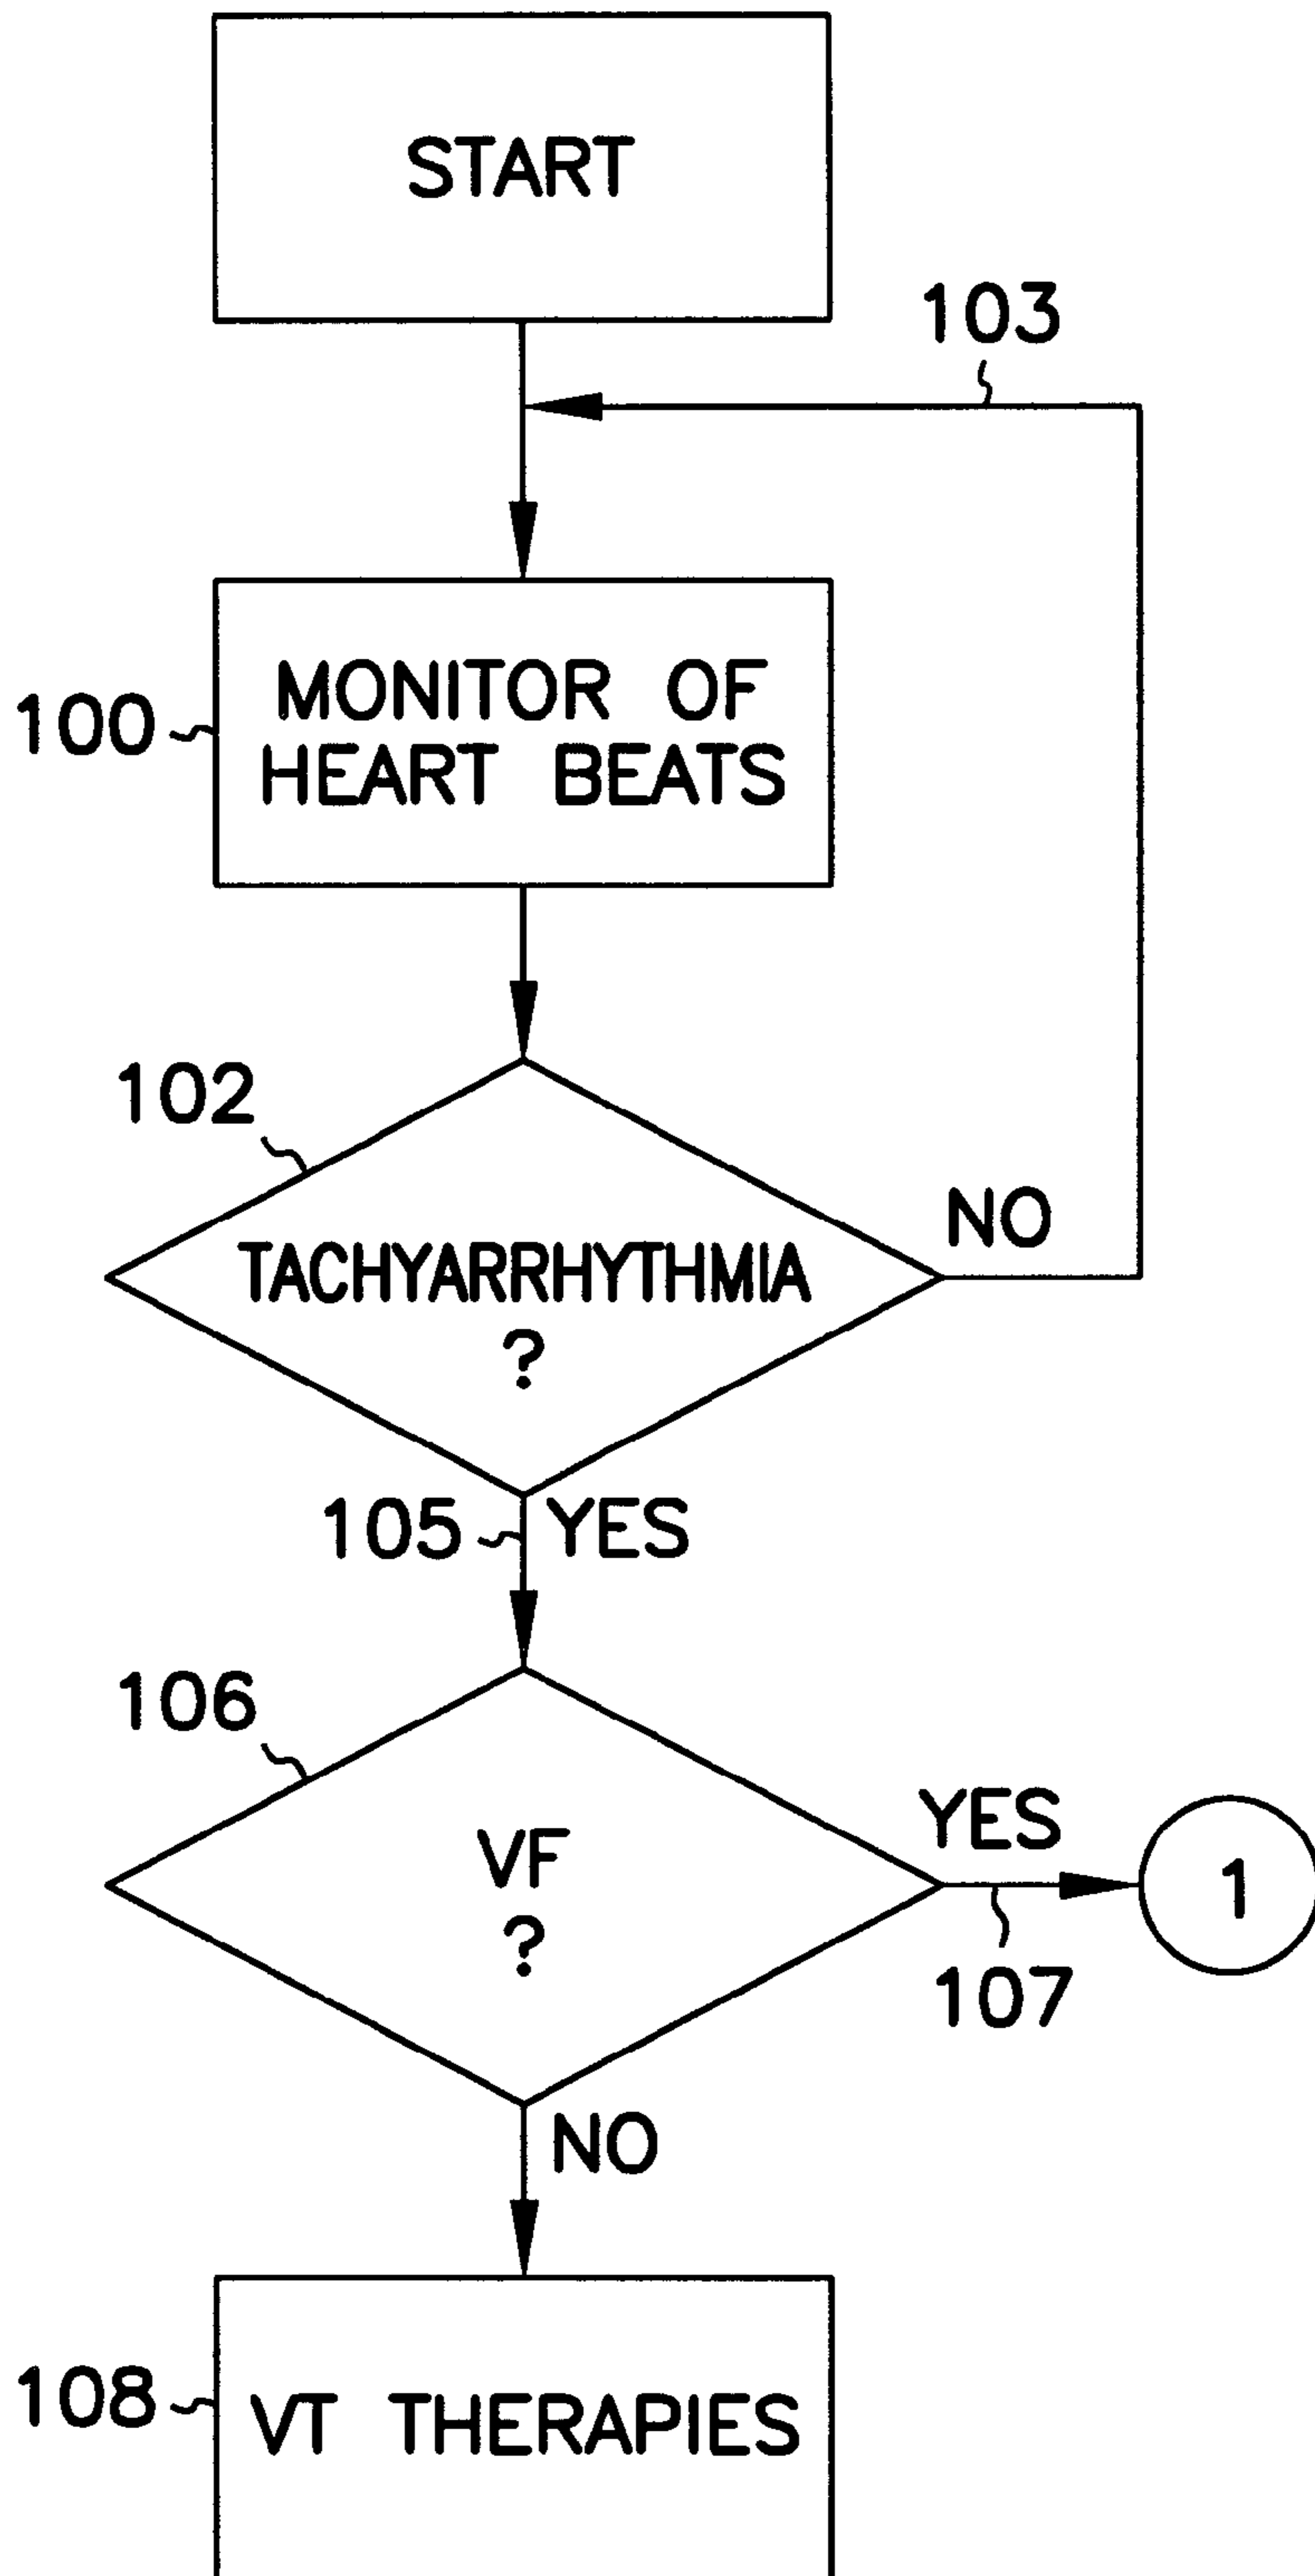 START
103
100
MONITOR OF
HEART BEATS
102
TACHYARRHYTHMIA
?
NO
105
YES
106
VF
?
YES
1
107
NO
108
VT THERAPIES